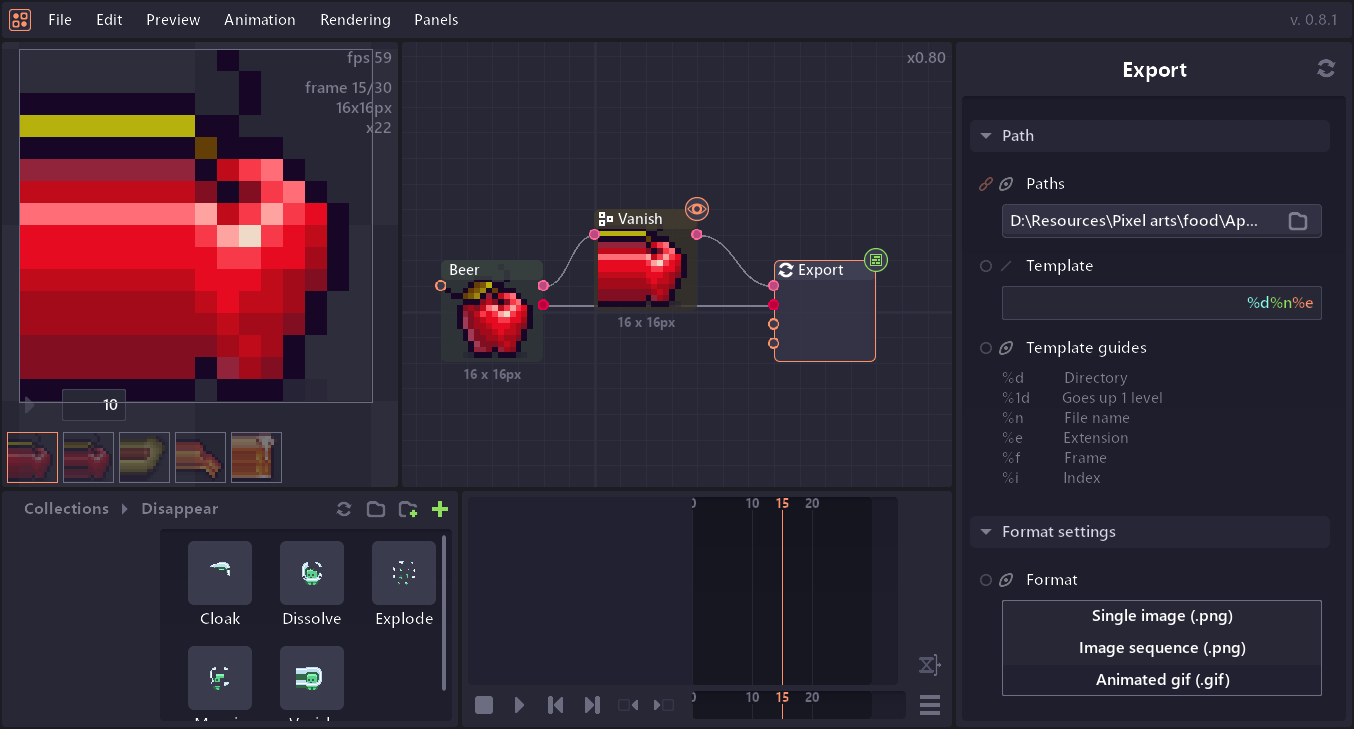 File Edit Preview Animation Rendering Panels v. 0.8.1
fps 59
frame 15/30
16x16px
x22
10
x0.80
Vanish
16 x 16px
Beer
16 x 16px
Export
Export
Path
Paths
D:\Resources\Pixel arts\food\Ap...
Template
%d%n%e
Template guides
%d Directory
%1d Goes up 1 level
%n File name
%e Extension
%f Frame
%i Index
Format settings
Format
Single image (.png)
Image sequence (.png)
Animated gif (.gif)
Collections Disappear
Cloak Dissolve Explode
0 10 15 20
0 10 15 20